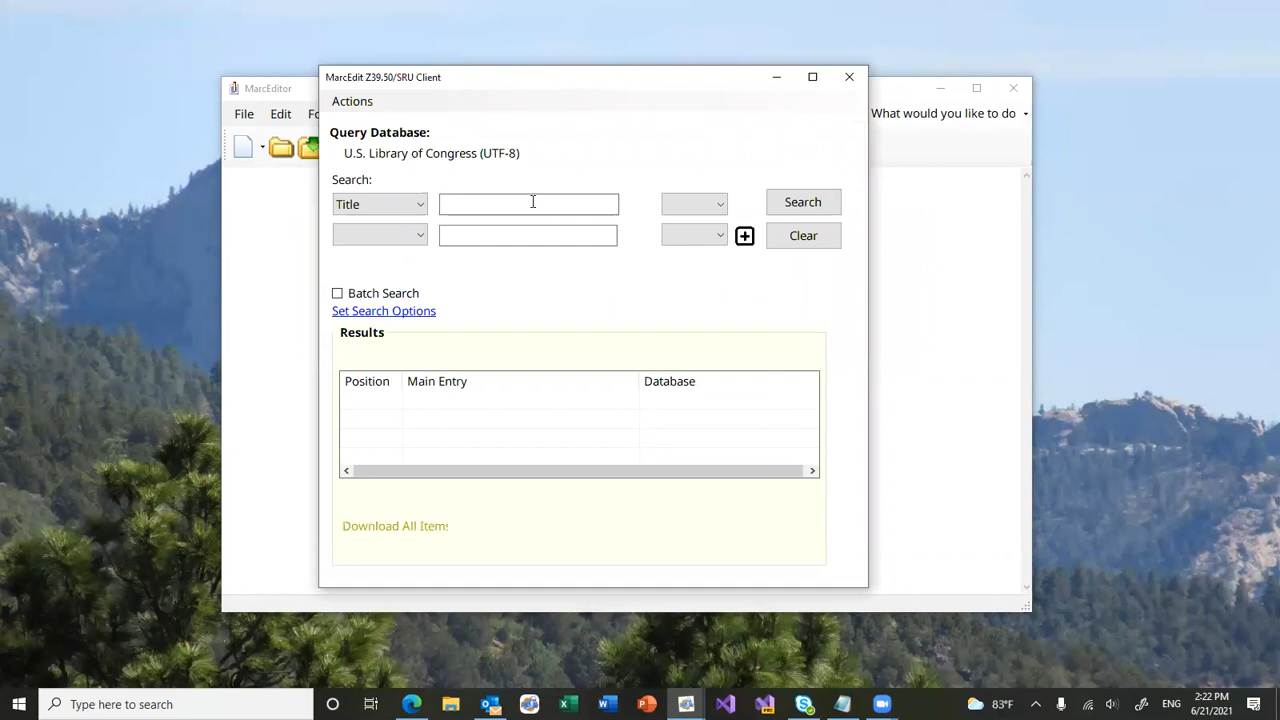 MarcEditor
MarcEdit Z39.50/SRU Client
File Edit Fo
Actions
What would you like to do
Query Database:
U.S. Library of Congress (UTF-8)
Search:
Title
Search
Clear
Batch Search
Set Search Options
Results
Position Main Entry Database
Download All Items
Type here to search
83°F
ENG
2:22 PM
6/21/2021